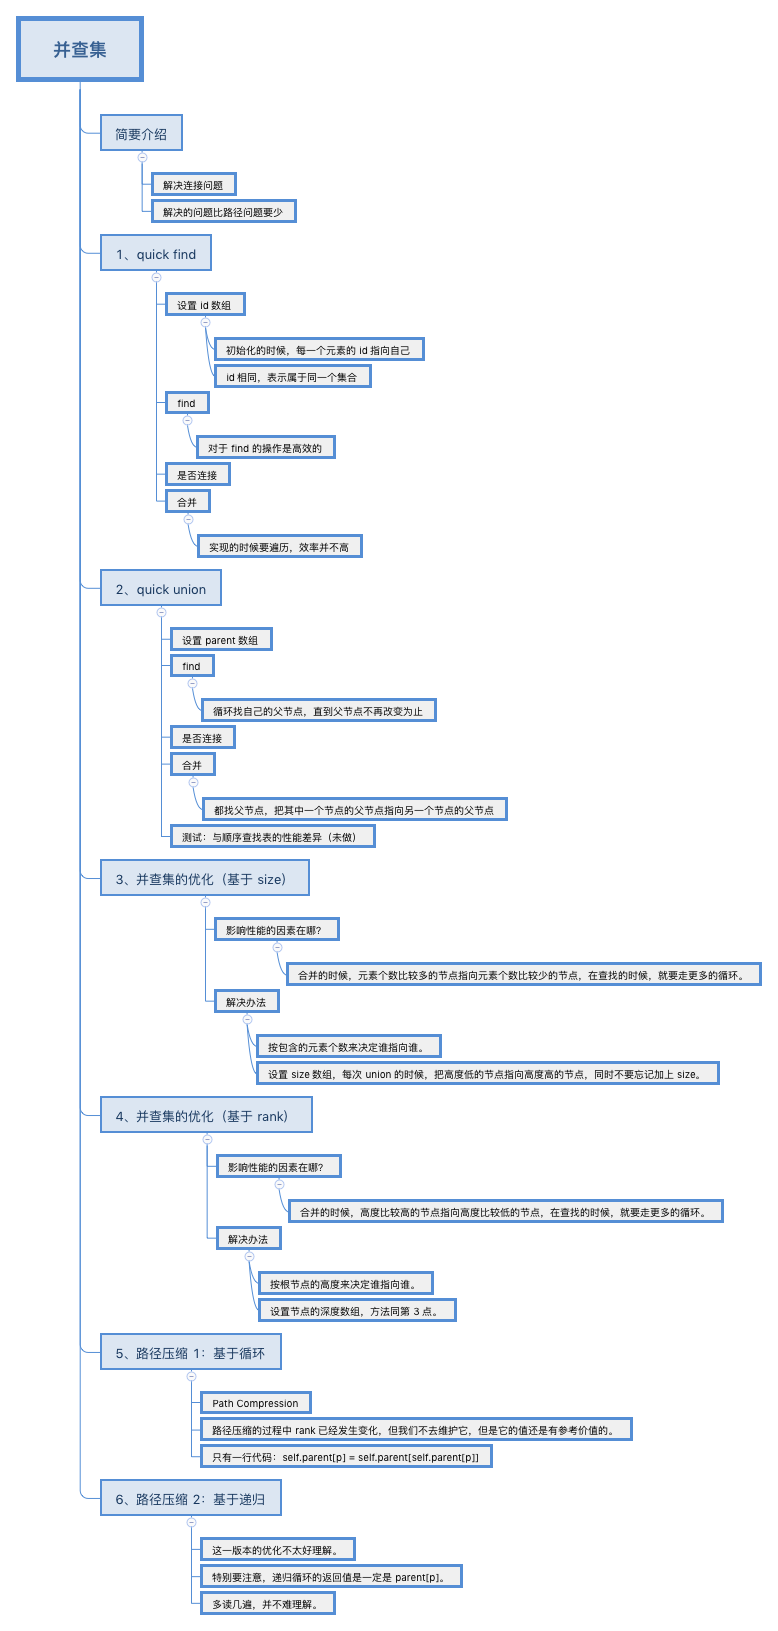 并查集
简要介绍
解决连接问题
解决的问题比路径问题要少
1、quick find
设置 id 数组
初始化的时候，每一个元素的 id 指向自己
id 相同，表示属于同一个集合
find
对于 find 的操作是高效的
是否连接
合并
实现的时候要遍历，效率并不高
2、quick union
设置 parent 数组
find
循环找自己的父节点，直到父节点不再改变为止
是否连接
合并
都找父节点，把其中一个节点的父节点指向另一个节点的父节点
测试：与顺序查找表的性能差异（未做）
3、并查集的优化（基于 size）
影响性能的因素在哪？
合并的时候，元素个数比较多的节点指向元素个数比较少的节点，在查找的时候，就要走更多的循环。
解决办法
按包含的元素个数来决定谁指向谁。
设置 size 数组，每次 union 的时候，把高度低的节点指向高度高的节点，同时不要忘记加上 size。
4、并查集的优化（基于 rank）
影响性能的因素在哪？
合并的时候，高度比较高的节点指向高度比较低的节点，在查找的时候，就要走更多的循环。
解决办法
按根节点的高度来决定谁指向谁。
设置节点的深度数组，方法同第 3 点。
5、路径压缩 1：基于循环
Path Compression
路径压缩的过程中 rank 已经发生变化，但我们不去维护它，但是它的值还是有参考价值的。
只有一行代码：self.parent[p] = self.parent[self.parent[p]]
6、路径压缩 2：基于递归
这一版本的优化不太好理解。
特别要注意，递归循环的返回值是一定是 parent[p]。
多读几遍，并不难理解。